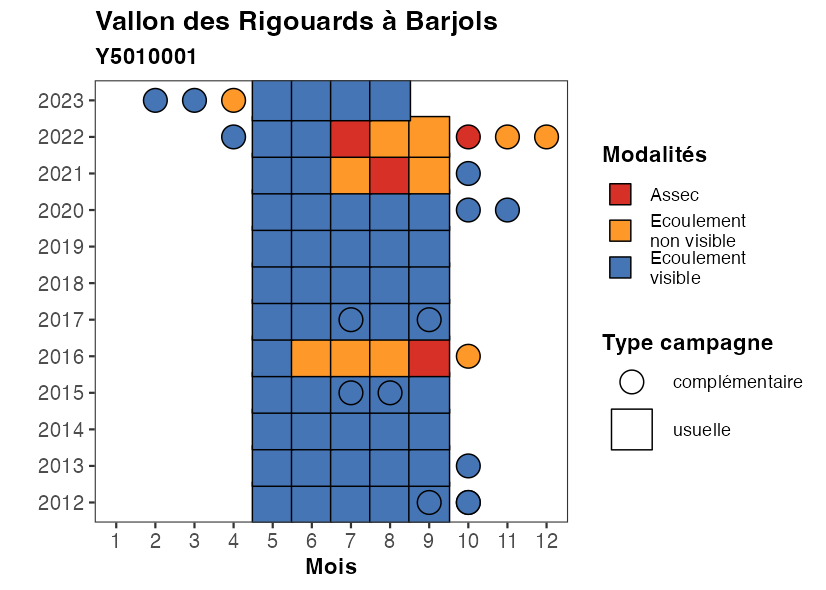 Vallon des Rigouards à Barjols
Y5010001
2023
2022
2021
2020
2019
2018
2017
2016
2015
2014
2013
2012
1 2 3 4 5 6 7 8 9 10 11 12
Mois
Modalités
Assec
Ecoulement
non visible
Ecoulement
visible
Type campagne
complémentaire
usuelle